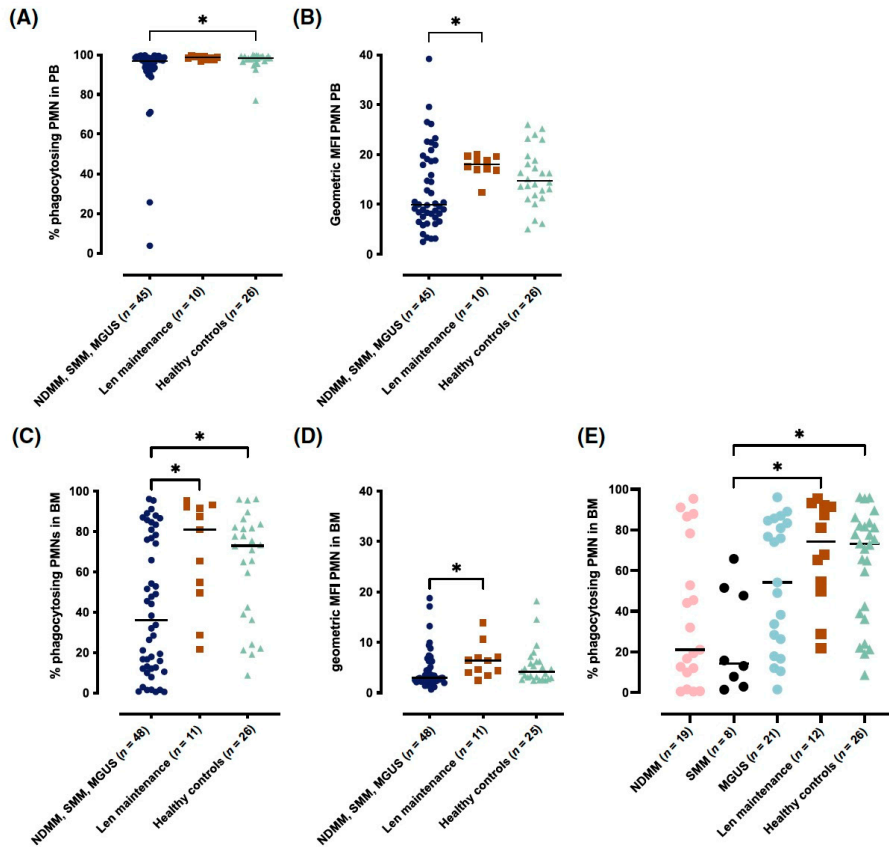 (A)
*
% phagocytosing PMN in PB
100
80
60
40
20
0
NDMM, SMM, MGUS (n = 45)
Len maintenance (n = 10)
Healthy controls (n = 26)
(B)
*
Geometric MFI PMN PB
40
30
20
10
0
NDMM, SMM, MGUS (n = 45)
Len maintenance (n = 10)
Healthy controls (n = 26)
(C)
*
*
% phagocytosing PMNs in BM
100
80
60
40
20
0
NDMM, SMM, MGUS (n = 48)
Len maintenance (n = 11)
Healthy controls (n = 26)
(D)
*
geometric MFI PMN in BM
40
30
20
10
0
NDMM, SMM, MGUS (n = 48)
Len maintenance (n = 11)
Healthy controls (n = 25)
(E)
*
*
% phagocytosing PMN in BM
100
80
60
40
20
0
NDMM (n = 19)
SMM (n = 8)
MGUS (n = 21)
Len maintenance (n = 12)
Healthy controls (n = 26)